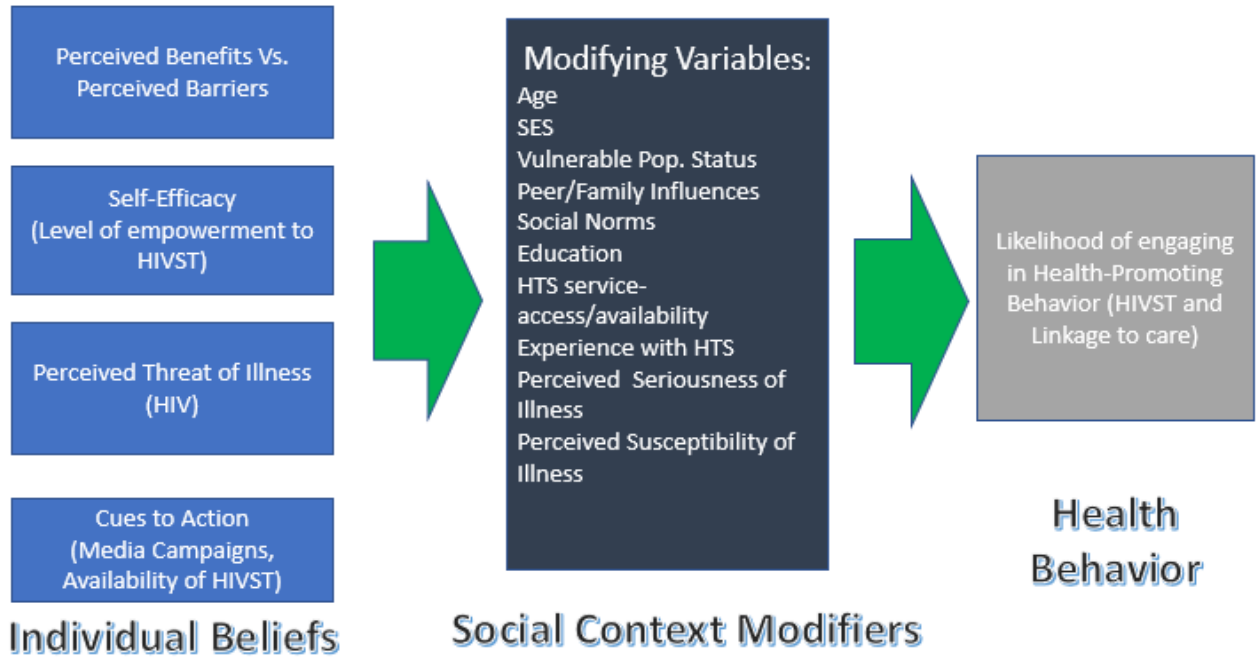 Perceived Benefits Vs.
Perceived Barriers
Self-Efficacy
(Level of empowerment to
HIVST)
Perceived Threat of Illness
(HIV)
Cues to Action
(Media Campaigns,
Availability of HIVST)
Individual Beliefs
Modifying Variables:
Age
SES
Vulnerable Pop. Status
Peer/Family Influences
Social Norms
Education
HTS service-
access/availability
Experience with HTS
Perceived Seriousness of
Illness
Perceived Susceptibility of
Illness
Social Context Modifiers
Likelihood of engaging
in Health-Promoting
Behavior (HIVST and
Linkage to care)
Health
Behavior